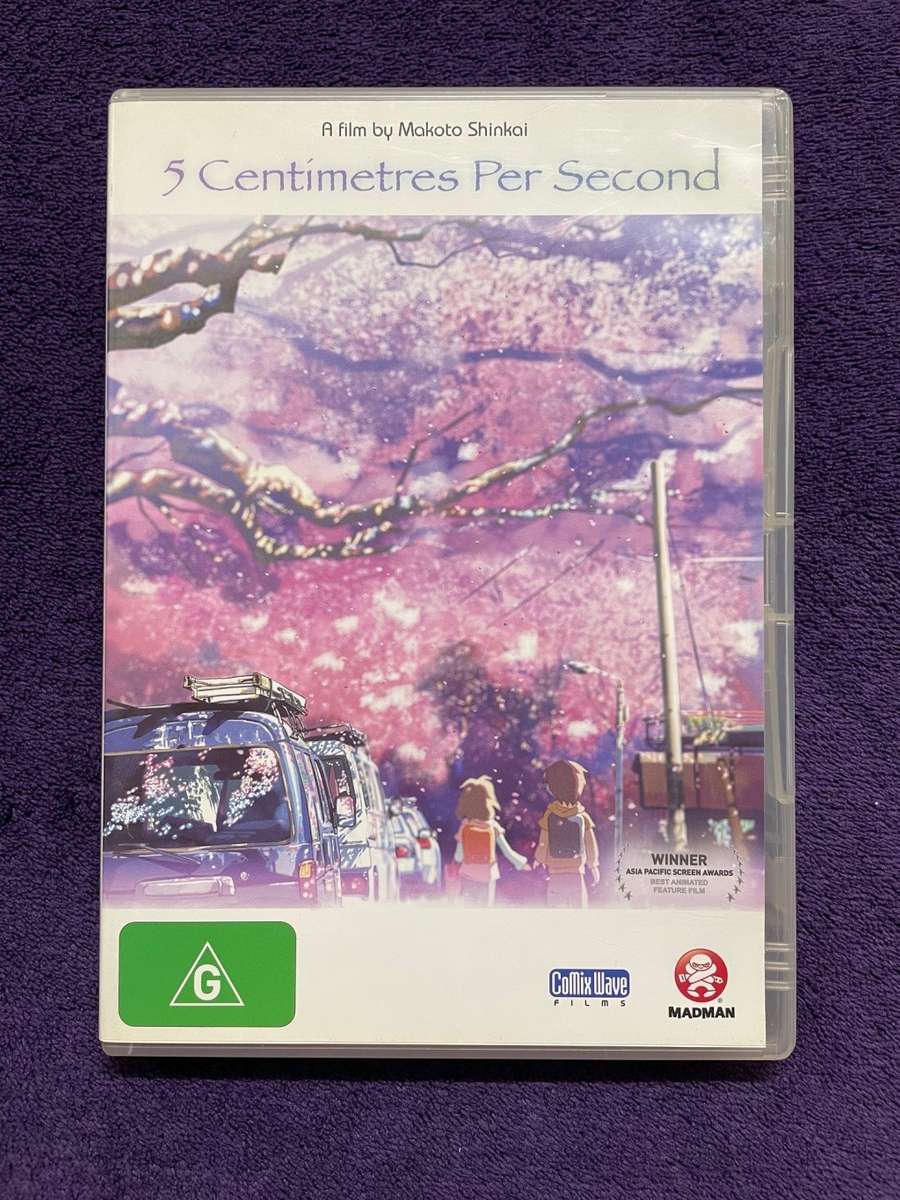 A film by Makoto Shinkai
5 Centimetres Per Second
WINNER
ASIA PACIFIC SCREEN AWARDS
BEST ANIMATED
FEATURE FILM
G
CoMix Wave
FILMS
MADMAN